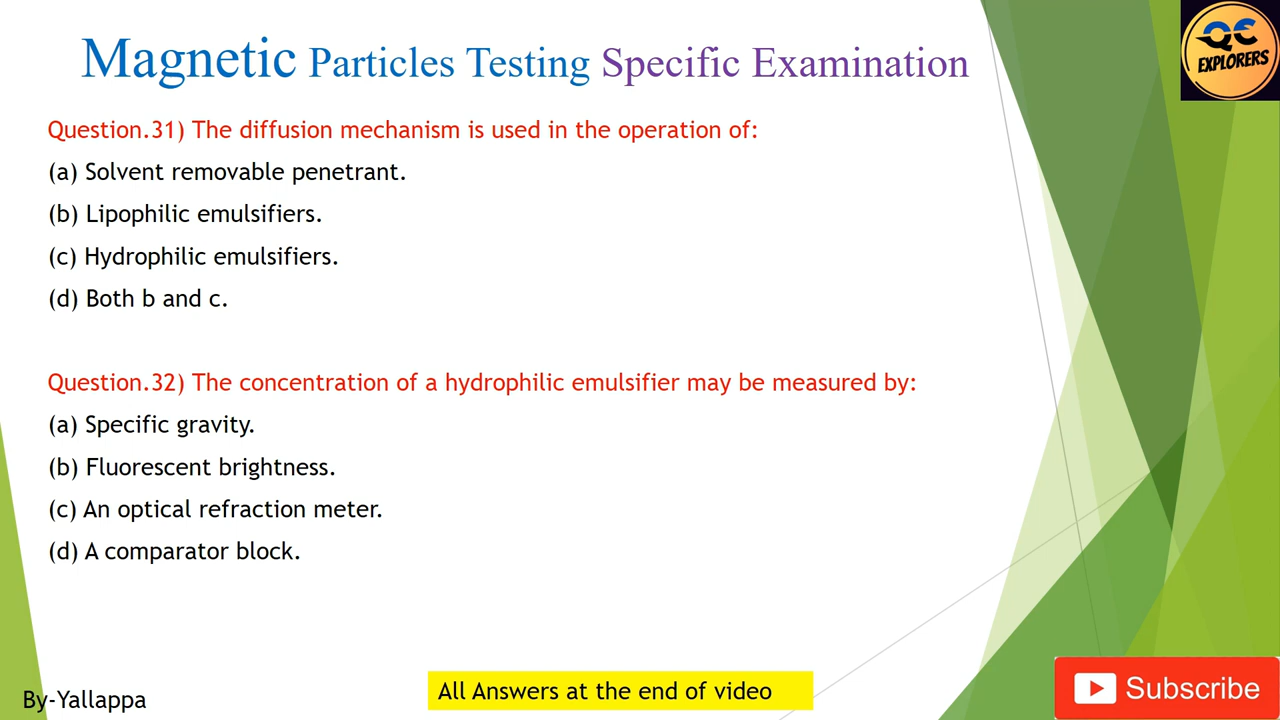 Magnetic Particles Testing Specific Examination
QC
EXPLORERS
Question.31) The diffusion mechanism is used in the operation of:
(a) Solvent removable penetrant.
(b) Lipophilic emulsifiers.
(c) Hydrophilic emulsifiers.
(d) Both b and c.
Question.32) The concentration of a hydrophilic emulsifier may be measured by:
(a) Specific gravity.
(b) Fluorescent brightness.
(c) An optical refraction meter.
(d) A comparator block.
By-Yallappa
All Answers at the end of video
Subscribe